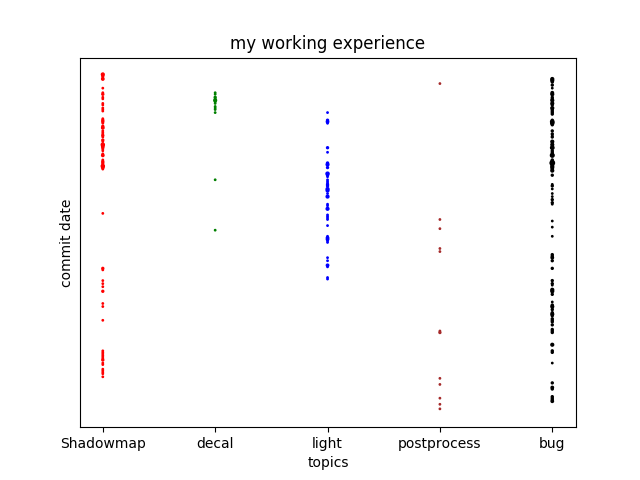 my working experience
commit date
Shadowmap decal light postprocess bug
topics